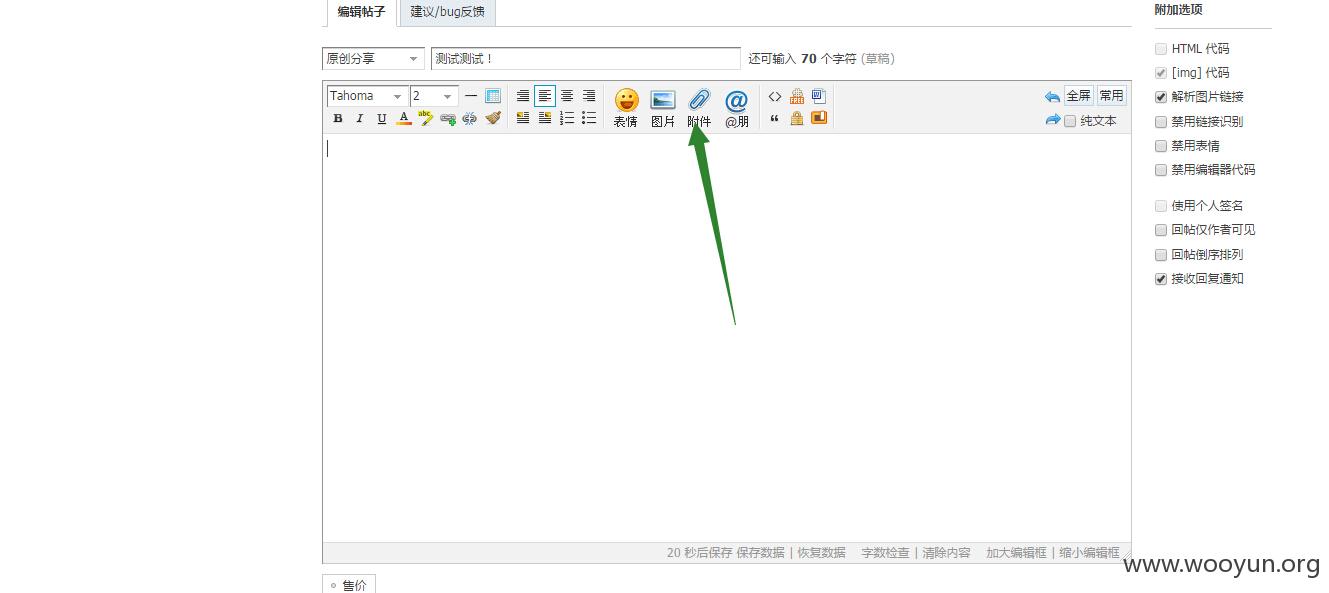 编辑帖子 建议/bug反馈 附加选项
原创分享 测试测试！ 还可输入 70 个字符 (草稿)
HTML 代码
[img] 代码
解析图片链接
禁用链接识别
禁用表情
禁用编辑器代码
使用个人签名
回帖仅作者可见
回帖倒序排列
接收回复通知
Tahoma 2 全屏 常用
B I U A abc 表情 图片 附件 @朋 纯文本
20 秒后保存 保存数据 | 恢复数据 字数检查 | 清除内容 加大编辑框 | 缩小编辑框
www.wooyun.org
售价